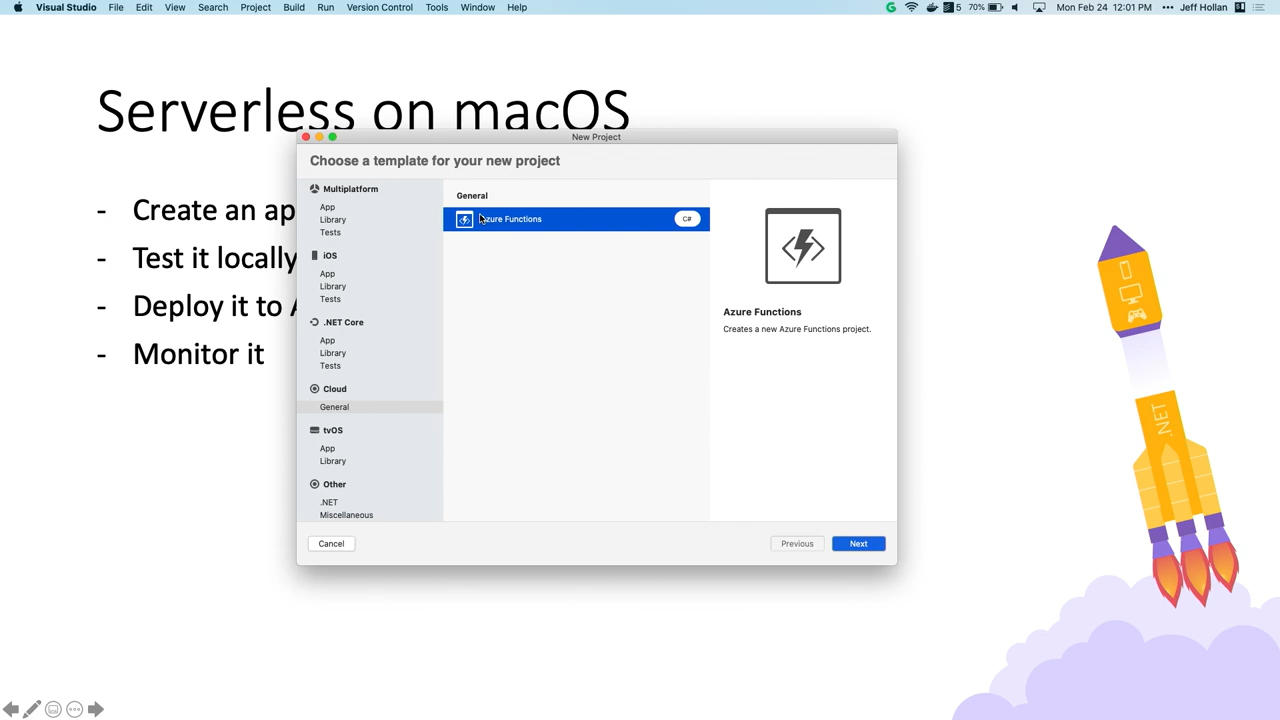 Visual Studio File Edit View Search Project Build Run Version Control Tools Window Help 5 70% Mon Feb 24 12:01 PM Jeff Hollan
Serverless on macOS
New Project
Choose a template for your new project
- Create an ap
- Test it locally
- Deploy it to A
- Monitor it
Multiplatform
App
Library
Tests
iOS
App
Library
Tests
.NET Core
App
Library
Tests
Cloud
General
tvOS
App
Library
Other
.NET
Miscellaneous
General
Azure Functions C#
Azure Functions
Creates a new Azure Functions project.
Cancel Previous Next
.NET